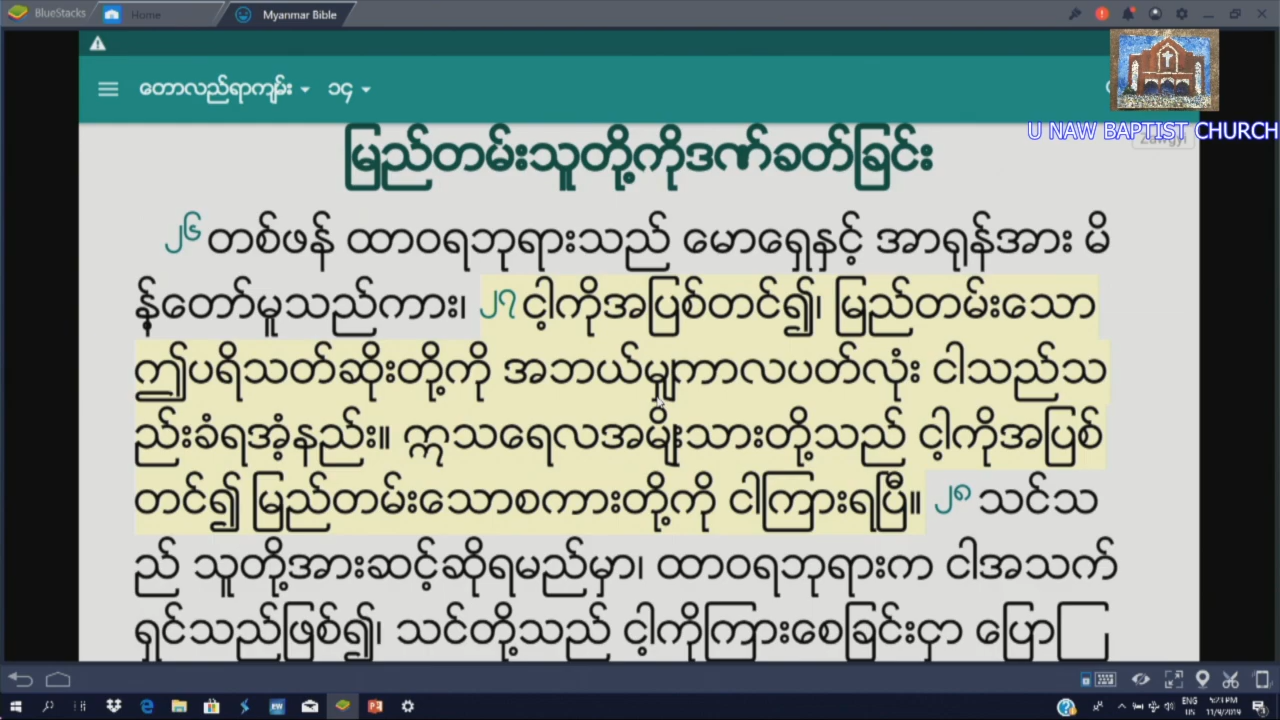 BlueStacks Home Myanmar Bible
တောလည်ရာကျမ်း ၁၄
U NAW BAPTIST CHURCH
Zawgyi
မြည်တမ်းသူတို့ကိုဒဏ်ခတ်ခြင်း
၂၆ တစ်ဖန် ထာဝရဘုရားသည် မောရှေနှင့် အာရုန်အား မိ
န့်တော်မူသည်ကား၊ ၂၇ ငါ့ကိုအပြစ်တင်၍၊ မြည်တမ်းသော
ဤပရိသတ်ဆိုးတို့ကို အဘယ်မျှကာလပတ်လုံး ငါသည်သ
ည်းခံရအံ့နည်း။ ဣသရေလအမျိုးသားတို့သည် ငါ့ကိုအပြစ်
တင်၍ မြည်တမ်းသောစကားတို့ကို ငါကြားရပြီ။ ၂၈ သင်သ
ည် သူတို့အားဆင့်ဆိုရမည်မှာ၊ ထာဝရဘုရားက ငါအသက်
ရှင်သည်ဖြစ်၍၊ သင်တို့သည် ငါ့ကိုကြားစေခြင်းငှာ ပြော
ENG 5:23 PM
US 11/9/2019